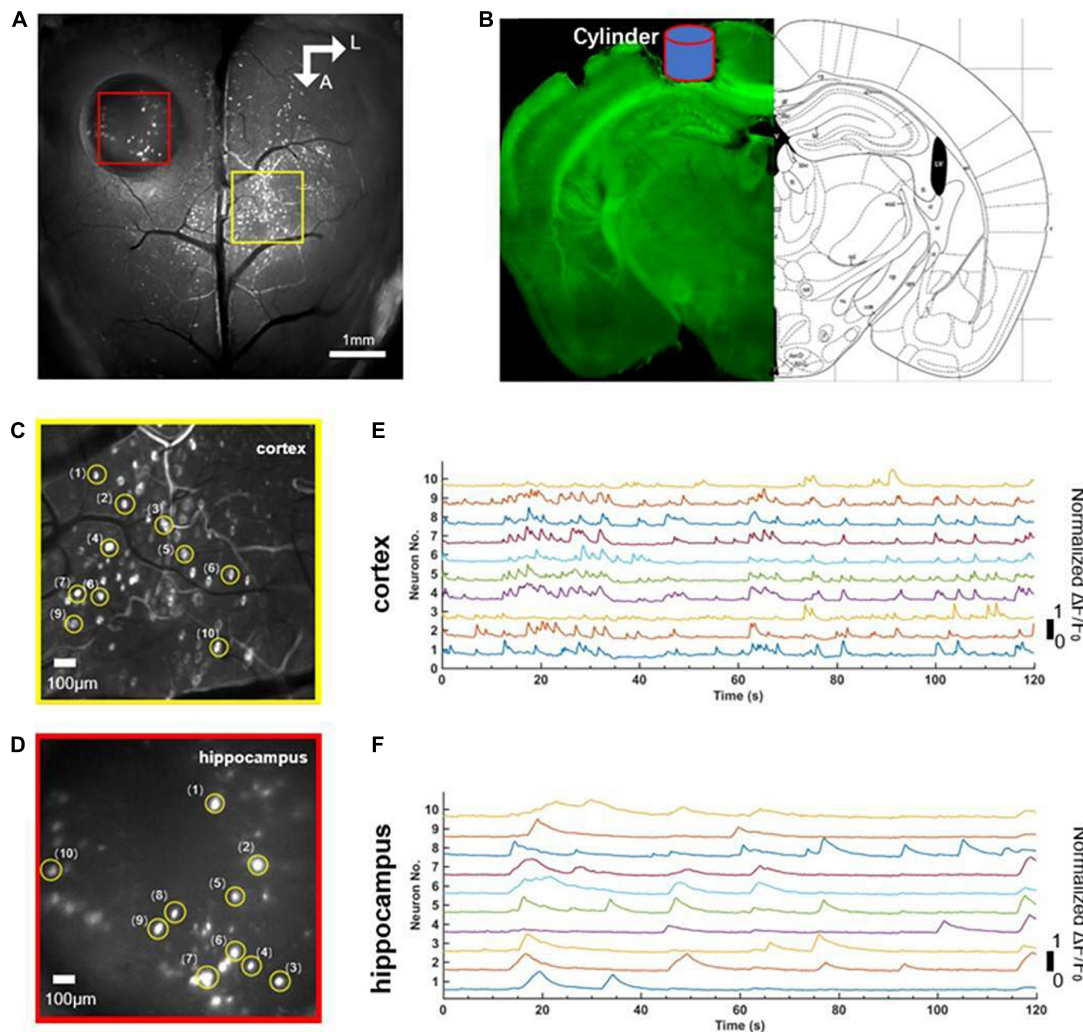 A
L
A
1mm
B
Cylinder
LV
C
cortex
(1)
(2)
(3)
(4)
(5)
(6)
(7)
(8)
(9)
(10)
100μm
E
cortex
Neuron No.
10
9
8
7
6
5
4
3
2
1
0
0 20 40 60 80 100 120
Time (s)
Normalized ΔF/F₀
1
0
D
hippocampus
(1)
(2)
(10)
(5)
(8)
(9)
(6)
(7)
(4)
(3)
100μm
F
hippocampus
Neuron No.
10
9
8
7
6
5
4
3
2
1
0 20 40 60 80 100 120
Time (s)
Normalized ΔF/F₀
1
0